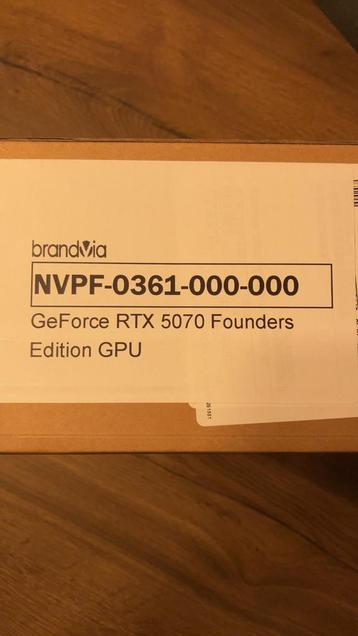 brandvia
NVPF-0361-000-000
GeForce RTX 5070 Founders
Edition GPU